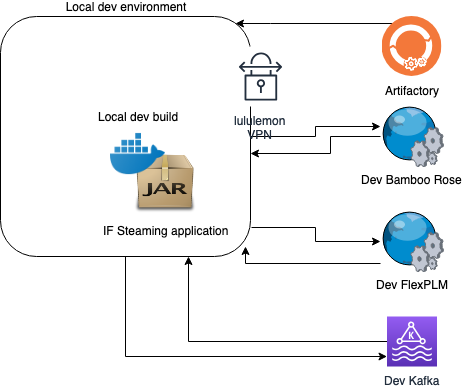 Local dev environment
Artifactory
Local dev build
lululemon
VPN
JAR
Dev Bamboo Rose
IF Steaming application
Dev FlexPLM
K
Dev Kafka